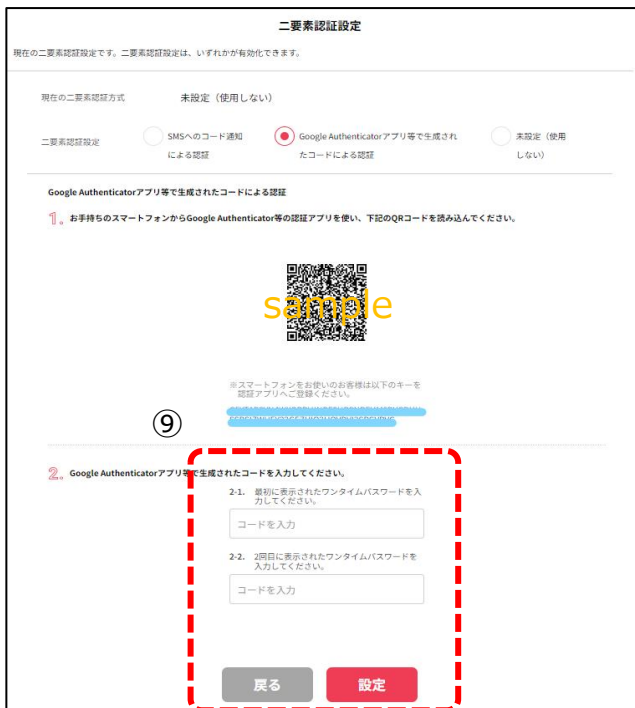 二要素認証設定
現在の二要素認証設定です。二要素認証設定は、いずれかが有効化できます。
現在の二要素認証方式 未設定（使用しない）
二要素認証設定
SMSへのコード通知
による認証
Google Authenticatorアプリ等で生成され
たコードによる認証
未設定（使用
しない）
Google Authenticatorアプリ等で生成されたコードによる認証
1。お手持ちのスマートフォンからGoogle Authenticator等の認証アプリを使い、下記のQRコードを読み込んでください。
sample
※スマートフォンをお使いのお客様は以下のキーを
認証アプリへご登録ください。
⑨
2。Google Authenticatorアプリ等で生成されたコードを入力してください。
2-1. 最初に表示されたワンタイムパスワードを入
力してください。
コードを入力
2-2. 2回目に表示されたワンタイムパスワードを
入力してください。
コードを入力
戻る 設定